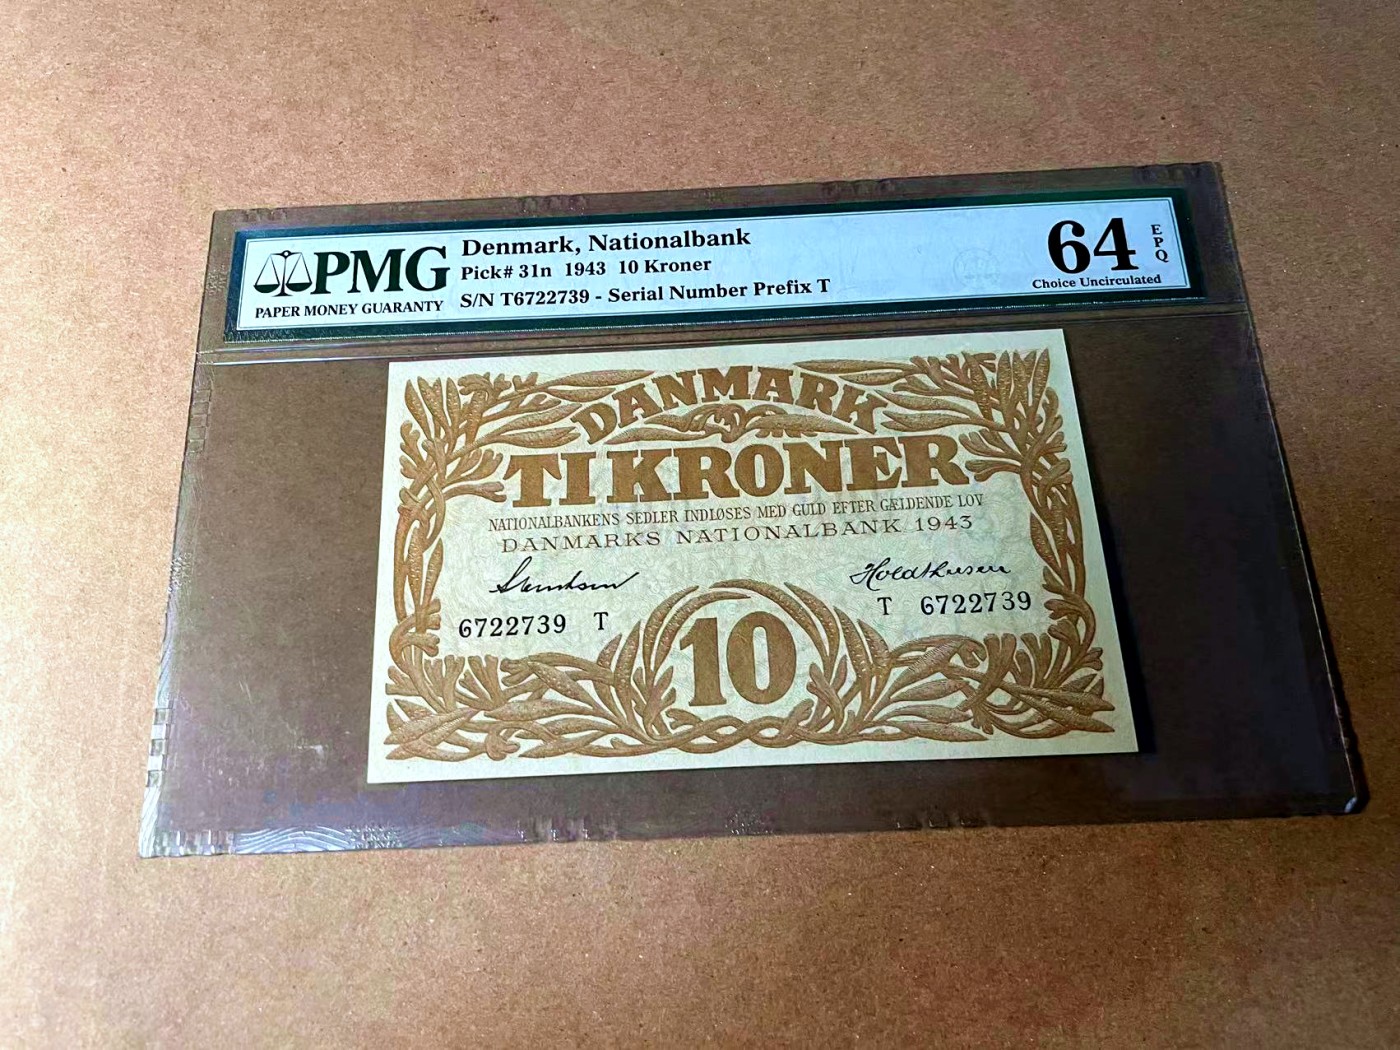 PMG
PAPER MONEY GUARANTY
Denmark, Nationalbank
Pick# 31n 1943 10 Kroner
S/N T6722739 - Serial Number Prefix T
64
EPQ
Choice Uncirculated
DANMARK
TI KRONER
NATIONALBANKENS SEDLER INDLØSES MED GULD EFTER GÆLDENDE LOV
DANMARKS NATIONALBANK 1943
6722739 T
T 6722739
10